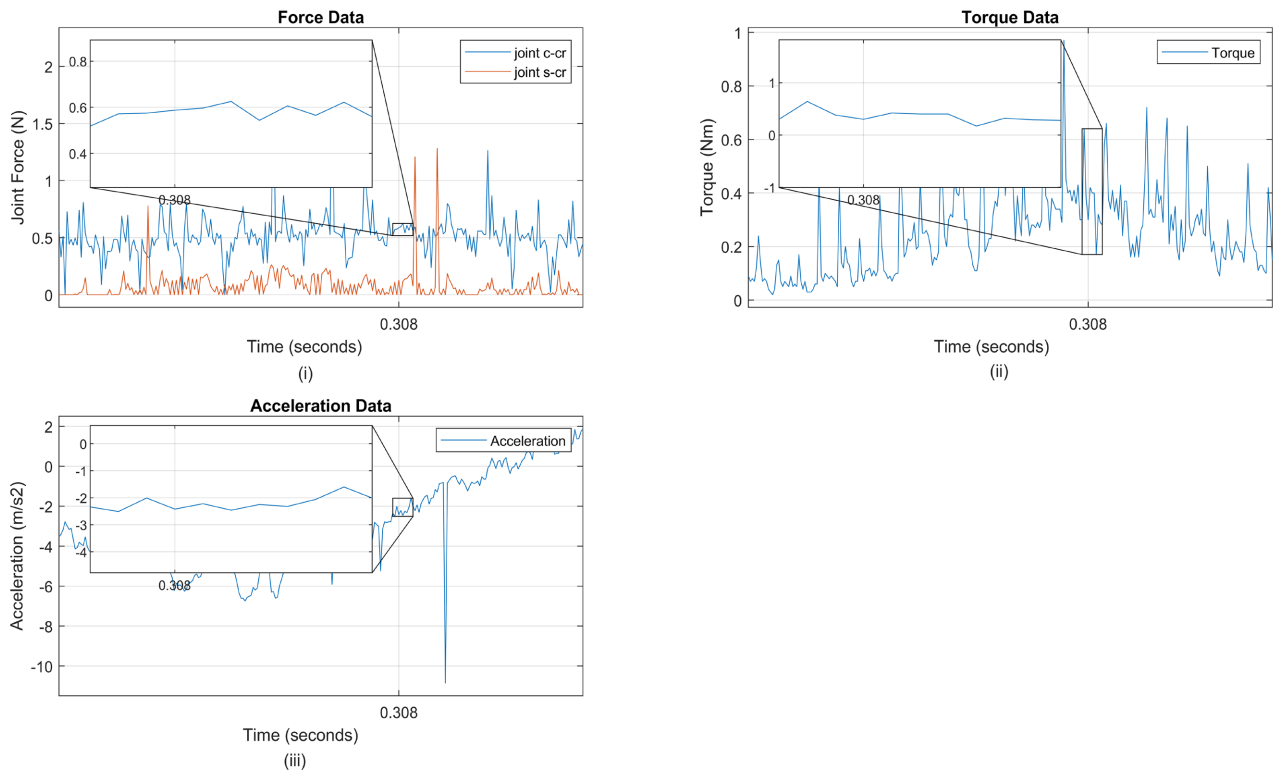 Force Data
2
1.5
1
0.5
0
Joint Force (N)
0.8
0.6
0.4
0.308
joint c-cr
joint s-cr
0.308
Time (seconds)
(i)
Torque Data
1
0.8
0.6
0.4
0.2
0
Torque (Nm)
1
0
-1
0.308
Torque
0.308
Time (seconds)
(ii)
Acceleration Data
2
0
-2
-4
-6
-8
-10
Acceleration (m/s2)
0
-1
-2
-3
-4
0.308
Acceleration
0.308
Time (seconds)
(iii)